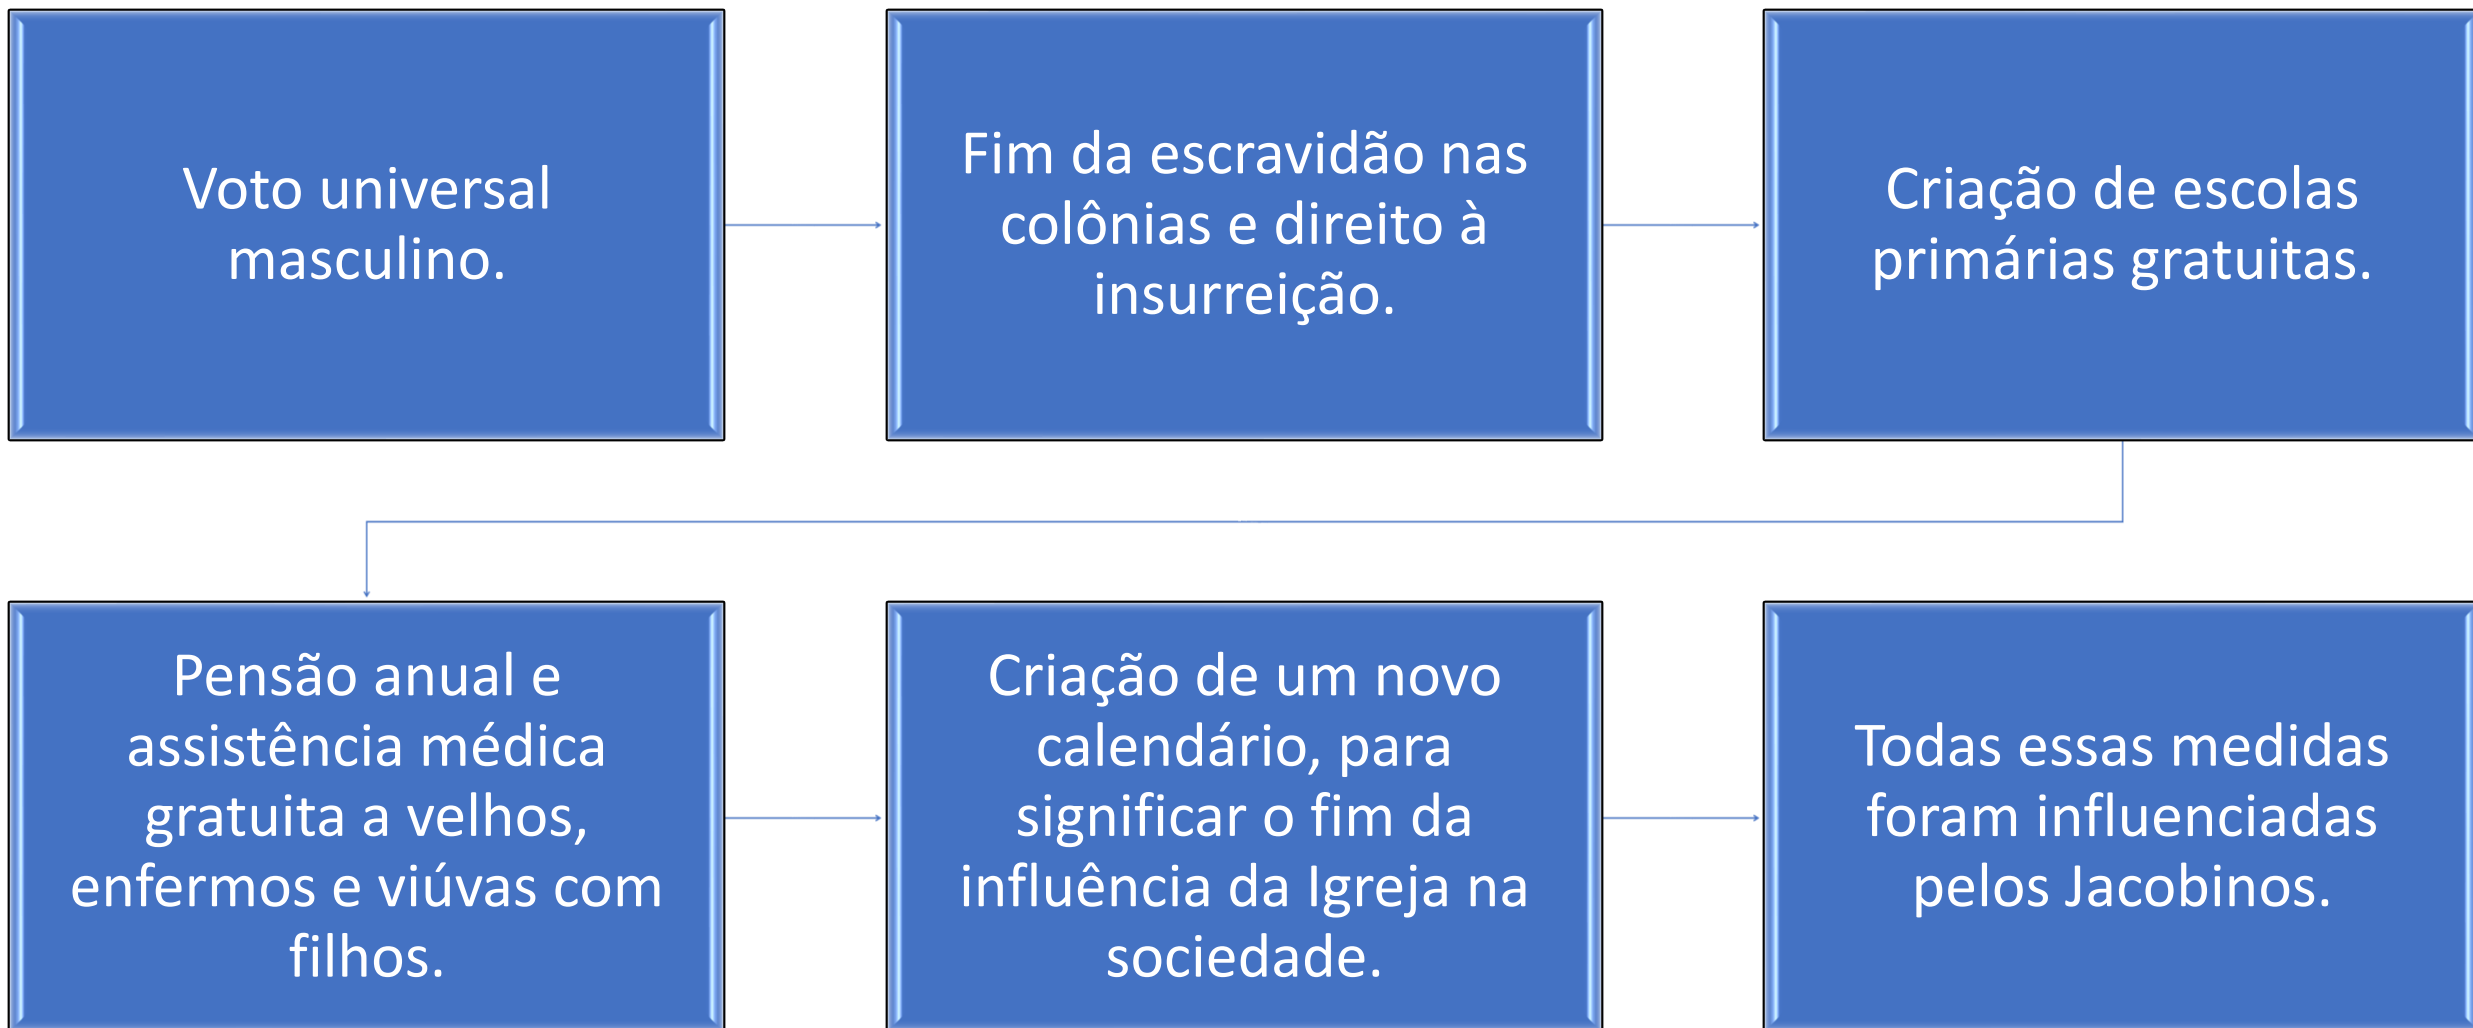 Voto universal
masculino.
Fim da escravidão nas
colônias e direito à
insurreição.
Criação de escolas
primárias gratuitas.
Pensão anual e
assistência médica
gratuita a velhos,
enfermos e viúvas com
filhos.
Criação de um novo
calendário, para
significar o fim da
influência da Igreja na
sociedade.
Todas essas medidas
foram influenciadas
pelos Jacobinos.